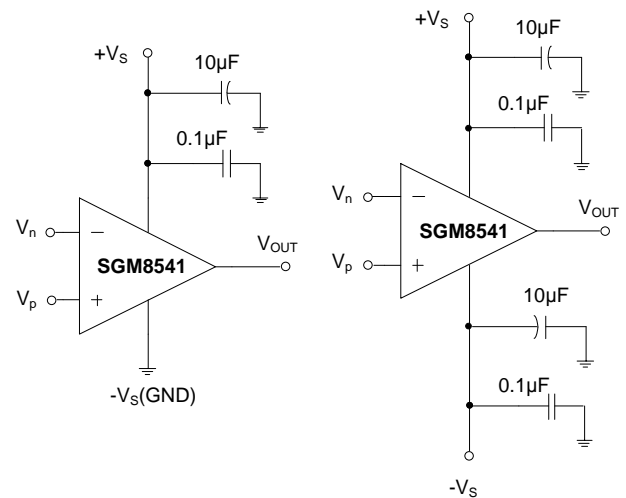 +VS
10µF
0.1µF
Vn
−
SGM8541
VOUT
Vp
+
-VS(GND)
+VS
10µF
0.1µF
Vn
−
SGM8541
VOUT
Vp
+
10µF
0.1µF
-VS